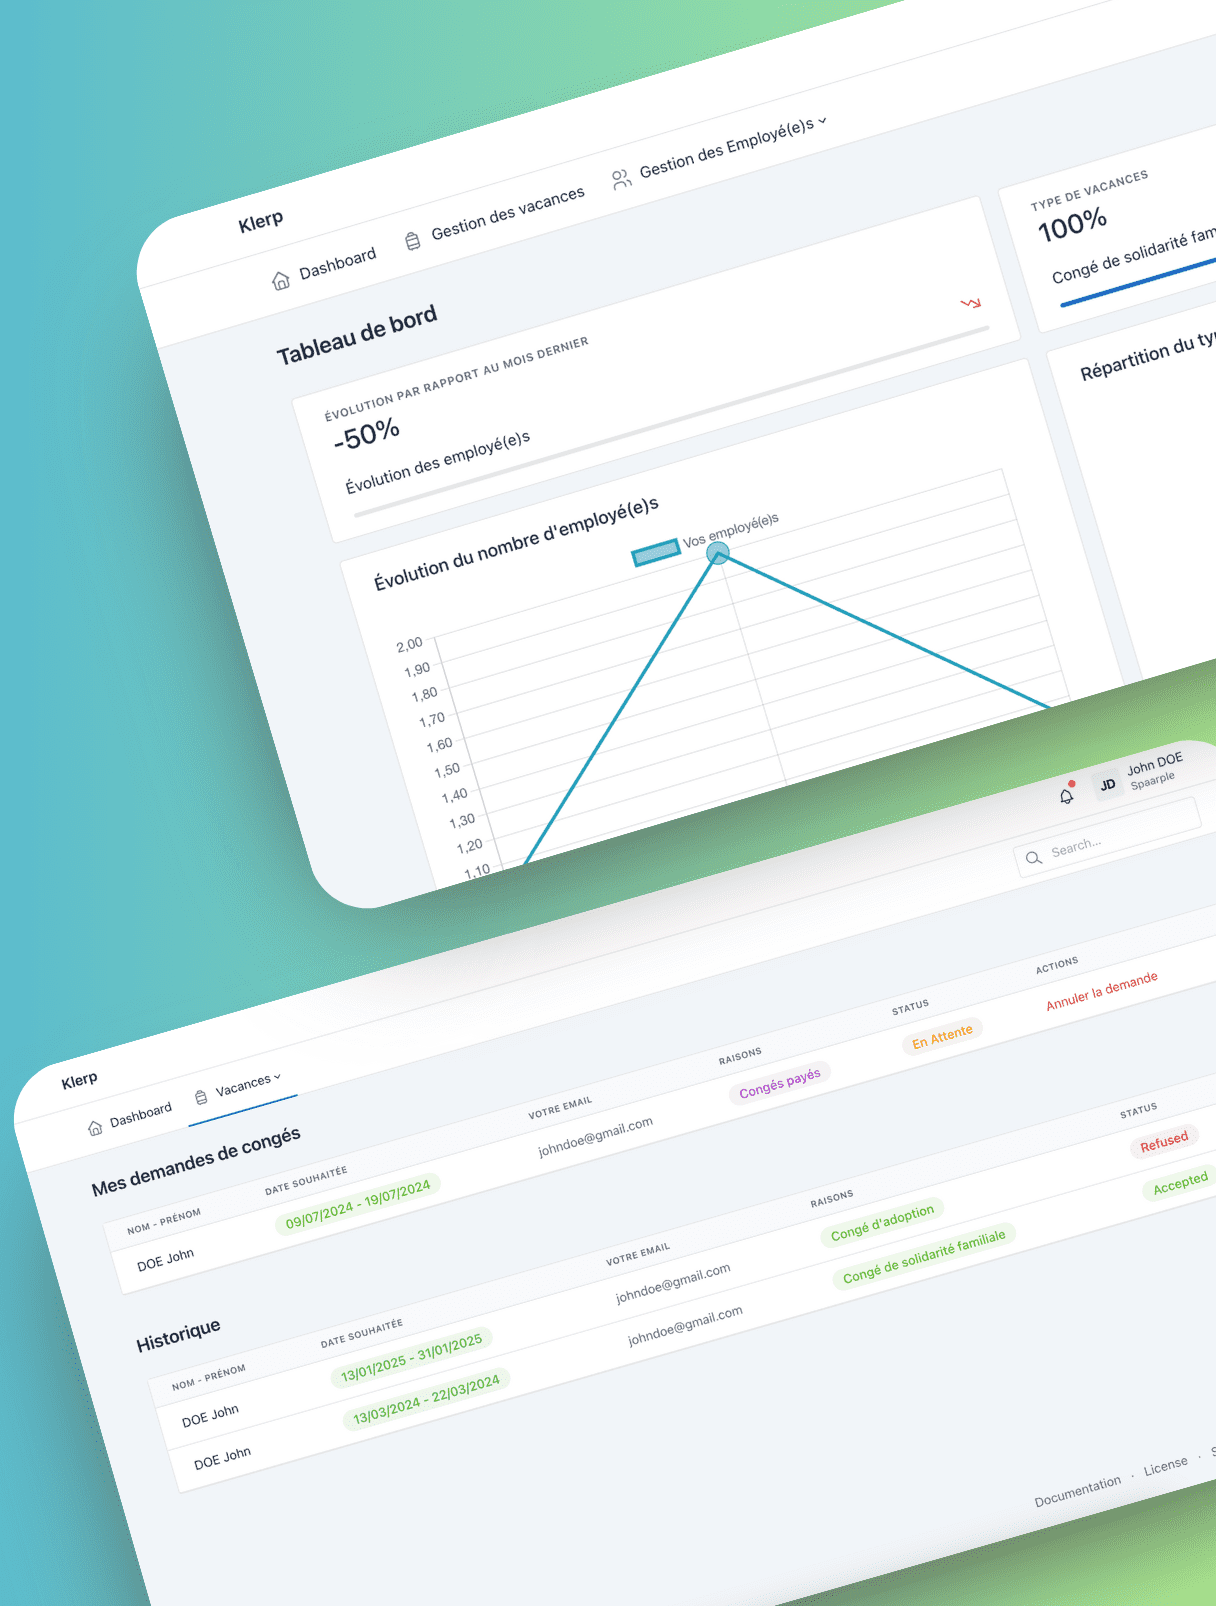 Klerp
Dashboard
Gestion des vacances
Gestion des Employé(e)s
Tableau de bord
ÉVOLUTION PAR RAPPORT AU MOIS DERNIER
-50%
Évolution des employé(e)s
TYPE DE VACANCES
100%
Congé de solidarité fam
Évolution du nombre d'employé(e)s
Vos employé(e)s
2,00
1,90
1,80
1,70
1,60
1,50
1,40
1,30
1,20
1,10
Répartition du ty
Klerp
JD
John DOE
Spaarple
Dashboard
Vacances
Search...
Mes demandes de congés
NOM - PRÉNOM DATE SOUHAITÉE VOTRE EMAIL RAISONS STATUS ACTIONS
DOE John 09/07/2024 - 19/07/2024 johndoe@gmail.com Congés payés En Attente Annuler la demande
Historique
NOM - PRÉNOM DATE SOUHAITÉE VOTRE EMAIL RAISONS STATUS
DOE John 13/01/2025 - 31/01/2025 johndoe@gmail.com Congé d'adoption Refused
DOE John 13/03/2024 - 22/03/2024 johndoe@gmail.com Congé de solidarité familiale Accepted
Documentation · License · S